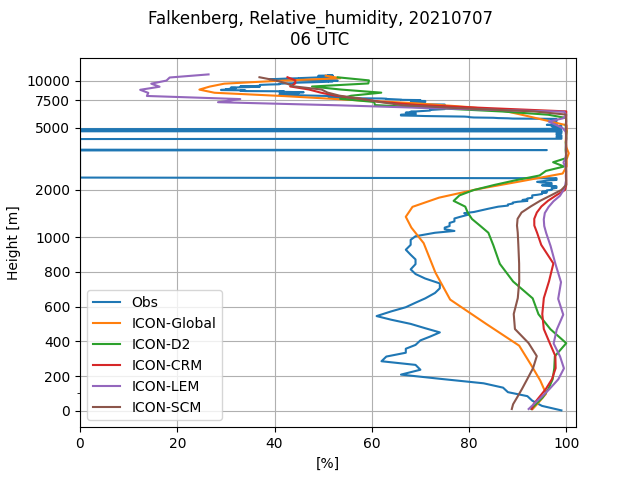 Falkenberg, Relative_humidity, 20210707
06 UTC
Height [m]
10000
7500
5000
2000
1000
800
600
400
200
0
Obs
ICON-Global
ICON-D2
ICON-CRM
ICON-LEM
ICON-SCM
0 20 40 60 80 100
[%]